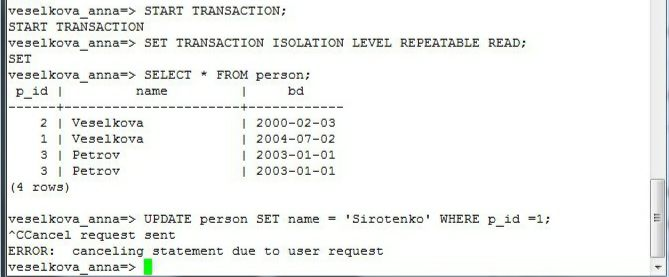 veselkova_anna=> START TRANSACTION;
START TRANSACTION
veselkova_anna=> SET TRANSACTION ISOLATION LEVEL REPEATABLE READ;
SET
veselkova_anna=> SELECT * FROM person;
 p_id |          name          |     bd
------+------------------------+------------
    2 | Veselkova              | 2000-02-03
    1 | Veselkova              | 2004-07-02
    3 | Petrov                 | 2003-01-01
    3 | Petrov                 | 2003-01-01
(4 rows)
veselkova_anna=> UPDATE person SET name = 'Sirotenko' WHERE p_id =1;
^CCancel request sent
ERROR:  canceling statement due to user request
veselkova_anna=>